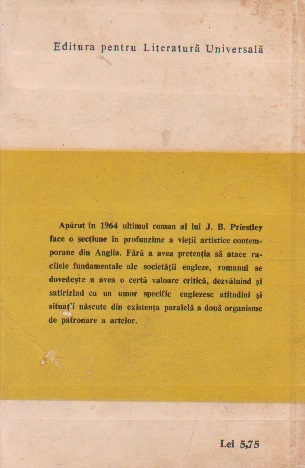 Editura pentru Literatură Universală
Apărut în 1964 ultimul roman al lui J. B. Priestley
face o secțiune în profunzime a vieții artistice contem-
porane din Anglia. Fără a avea pretenția să atace ra-
cilele fundamentale ale societății engleze, romanul se
dovedește a avea o certă valoare critică, dezvăluind și
satirizînd cu un umor specific englezesc atitudini și
situații născute din existența paralelă a două organisme
de patronare a artelor.
Lei 5,75